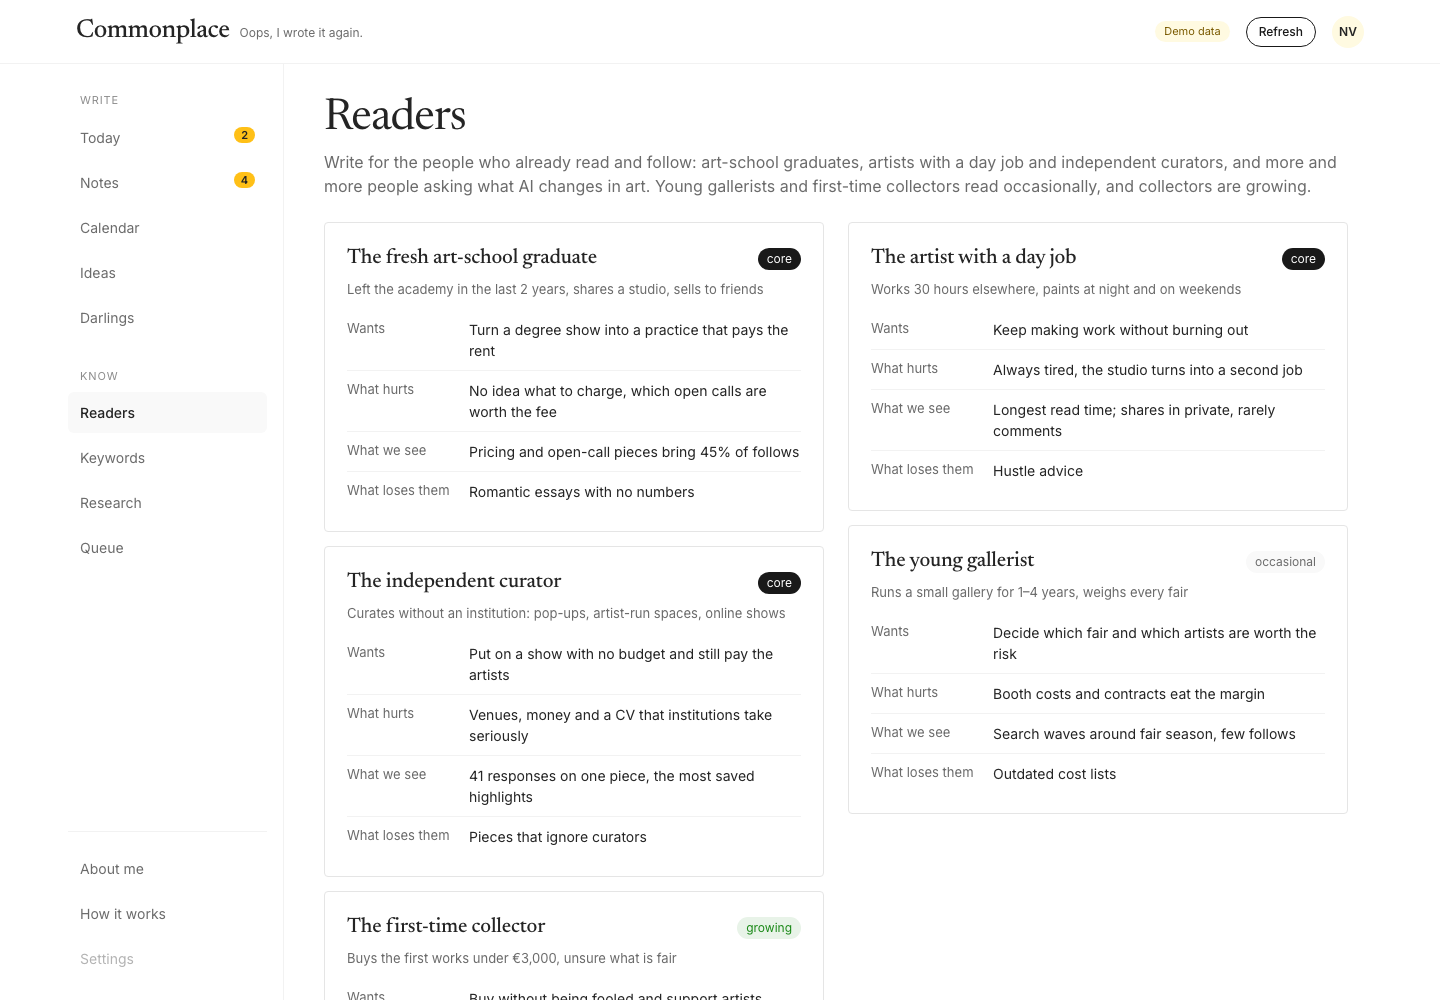 Commonplace
Oops, I wrote it again.
Demo data
Refresh
NV
WRITE
Today
2
Notes
4
Calendar
Ideas
Darlings
KNOW
Readers
Keywords
Research
Queue
About me
How it works
Settings
Readers
Write for the people who already read and follow: art-school graduates, artists with a day job and independent curators, and more and
more people asking what AI changes in art. Young gallerists and first-time collectors read occasionally, and collectors are growing.
The fresh art-school graduate
core
Left the academy in the last 2 years, shares a studio, sells to friends
Wants
Turn a degree show into a practice that pays the
rent
What hurts
No idea what to charge, which open calls are
worth the fee
What we see
Pricing and open-call pieces bring 45% of follows
What loses them
Romantic essays with no numbers
The independent curator
core
Curates without an institution: pop-ups, artist-run spaces, online shows
Wants
Put on a show with no budget and still pay the
artists
What hurts
Venues, money and a CV that institutions take
seriously
What we see
41 responses on one piece, the most saved
highlights
What loses them
Pieces that ignore curators
The first-time collector
growing
Buys the first works under €3,000, unsure what is fair
Wants
Buy without being fooled and support artists
The artist with a day job
core
Works 30 hours elsewhere, paints at night and on weekends
Wants
Keep making work without burning out
What hurts
Always tired, the studio turns into a second job
What we see
Longest read time; shares in private, rarely
comments
What loses them
Hustle advice
The young gallerist
occasional
Runs a small gallery for 1–4 years, weighs every fair
Wants
Decide which fair and which artists are worth the
risk
What hurts
Booth costs and contracts eat the margin
What we see
Search waves around fair season, few follows
What loses them
Outdated cost lists